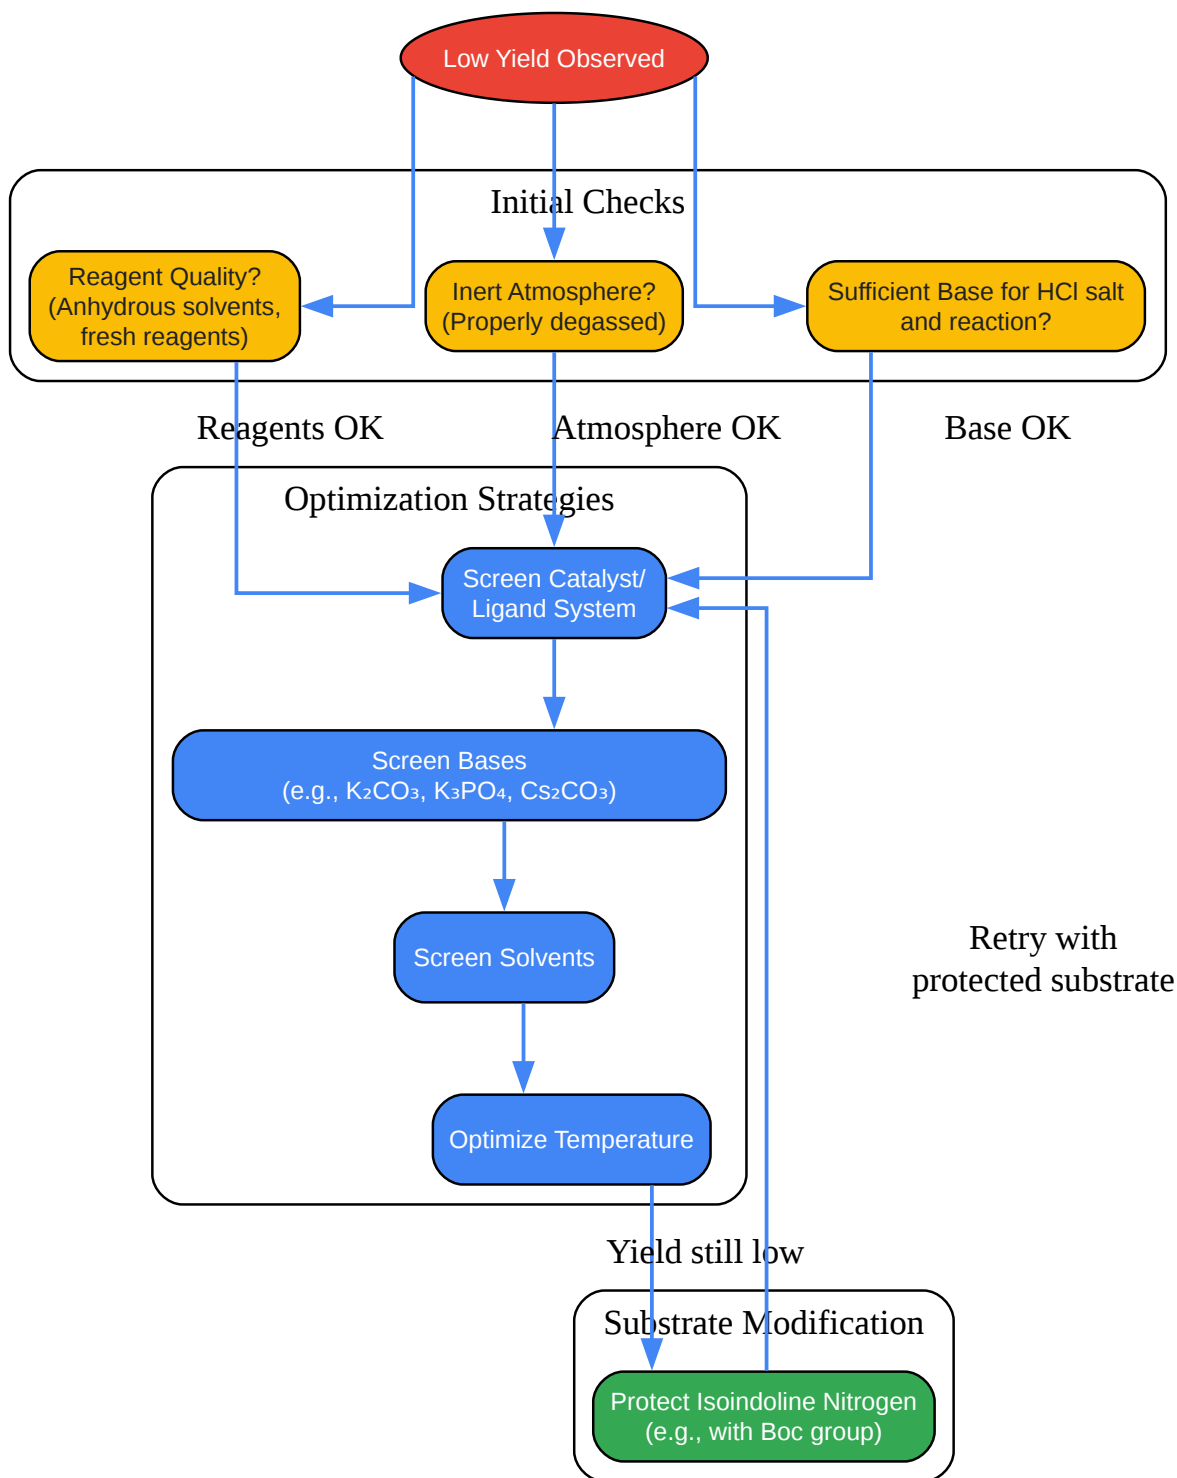 Low Yield Observed
Initial Checks
Reagent Quality?
(Anhydrous solvents,
fresh reagents)
Inert Atmosphere?
(Properly degassed)
Sufficient Base for HCl salt
and reaction?
Reagents OK
Atmosphere OK
Base OK
Optimization Strategies
Screen Catalyst/
Ligand System
Screen Bases
(e.g., K₂CO₃, K₃PO₄, Cs₂CO₃)
Screen Solvents
Retry with
protected substrate
Optimize Temperature
Yield still low
Substrate Modification
Protect Isoindoline Nitrogen
(e.g., with Boc group)